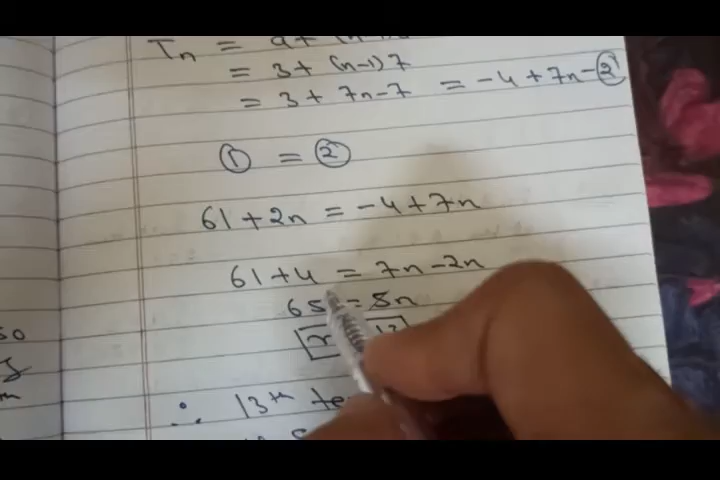 Tn = a+
= 3 + (n-1)7
= 3 + 7n-7 = -4+7n-②
① = ②
61+2n = -4+7n
61+4 = 7n-2n
65 = 5n
∴ 13th
50